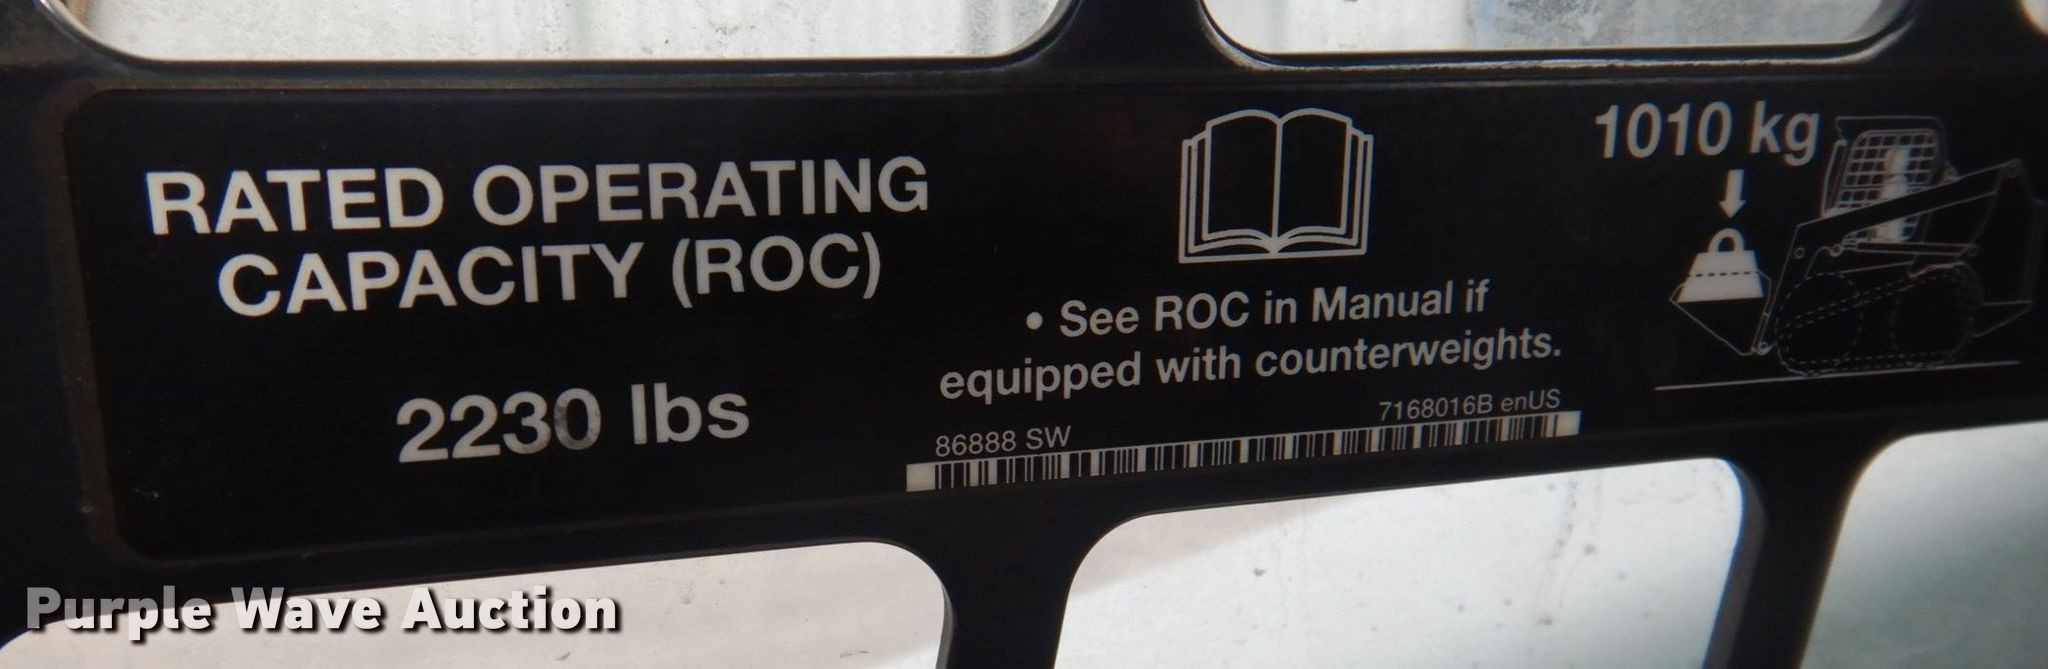 RATED OPERATING
CAPACITY (ROC)
2230 lbs
• See ROC in Manual if
equipped with counterweights.
86888 SW
7168016B enUS
1010 kg
Purple Wave Auction